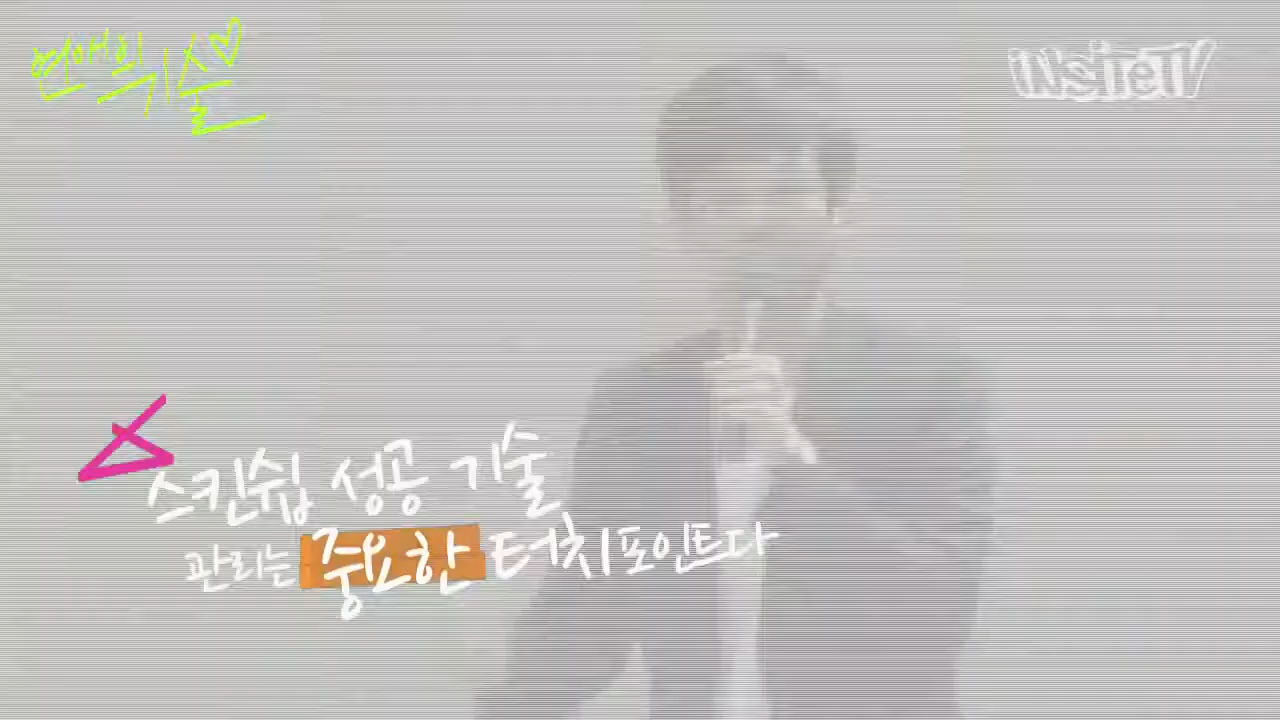 연애의 기술
스킨쉽 성공 기술
관리는 중요한 터치포인트다